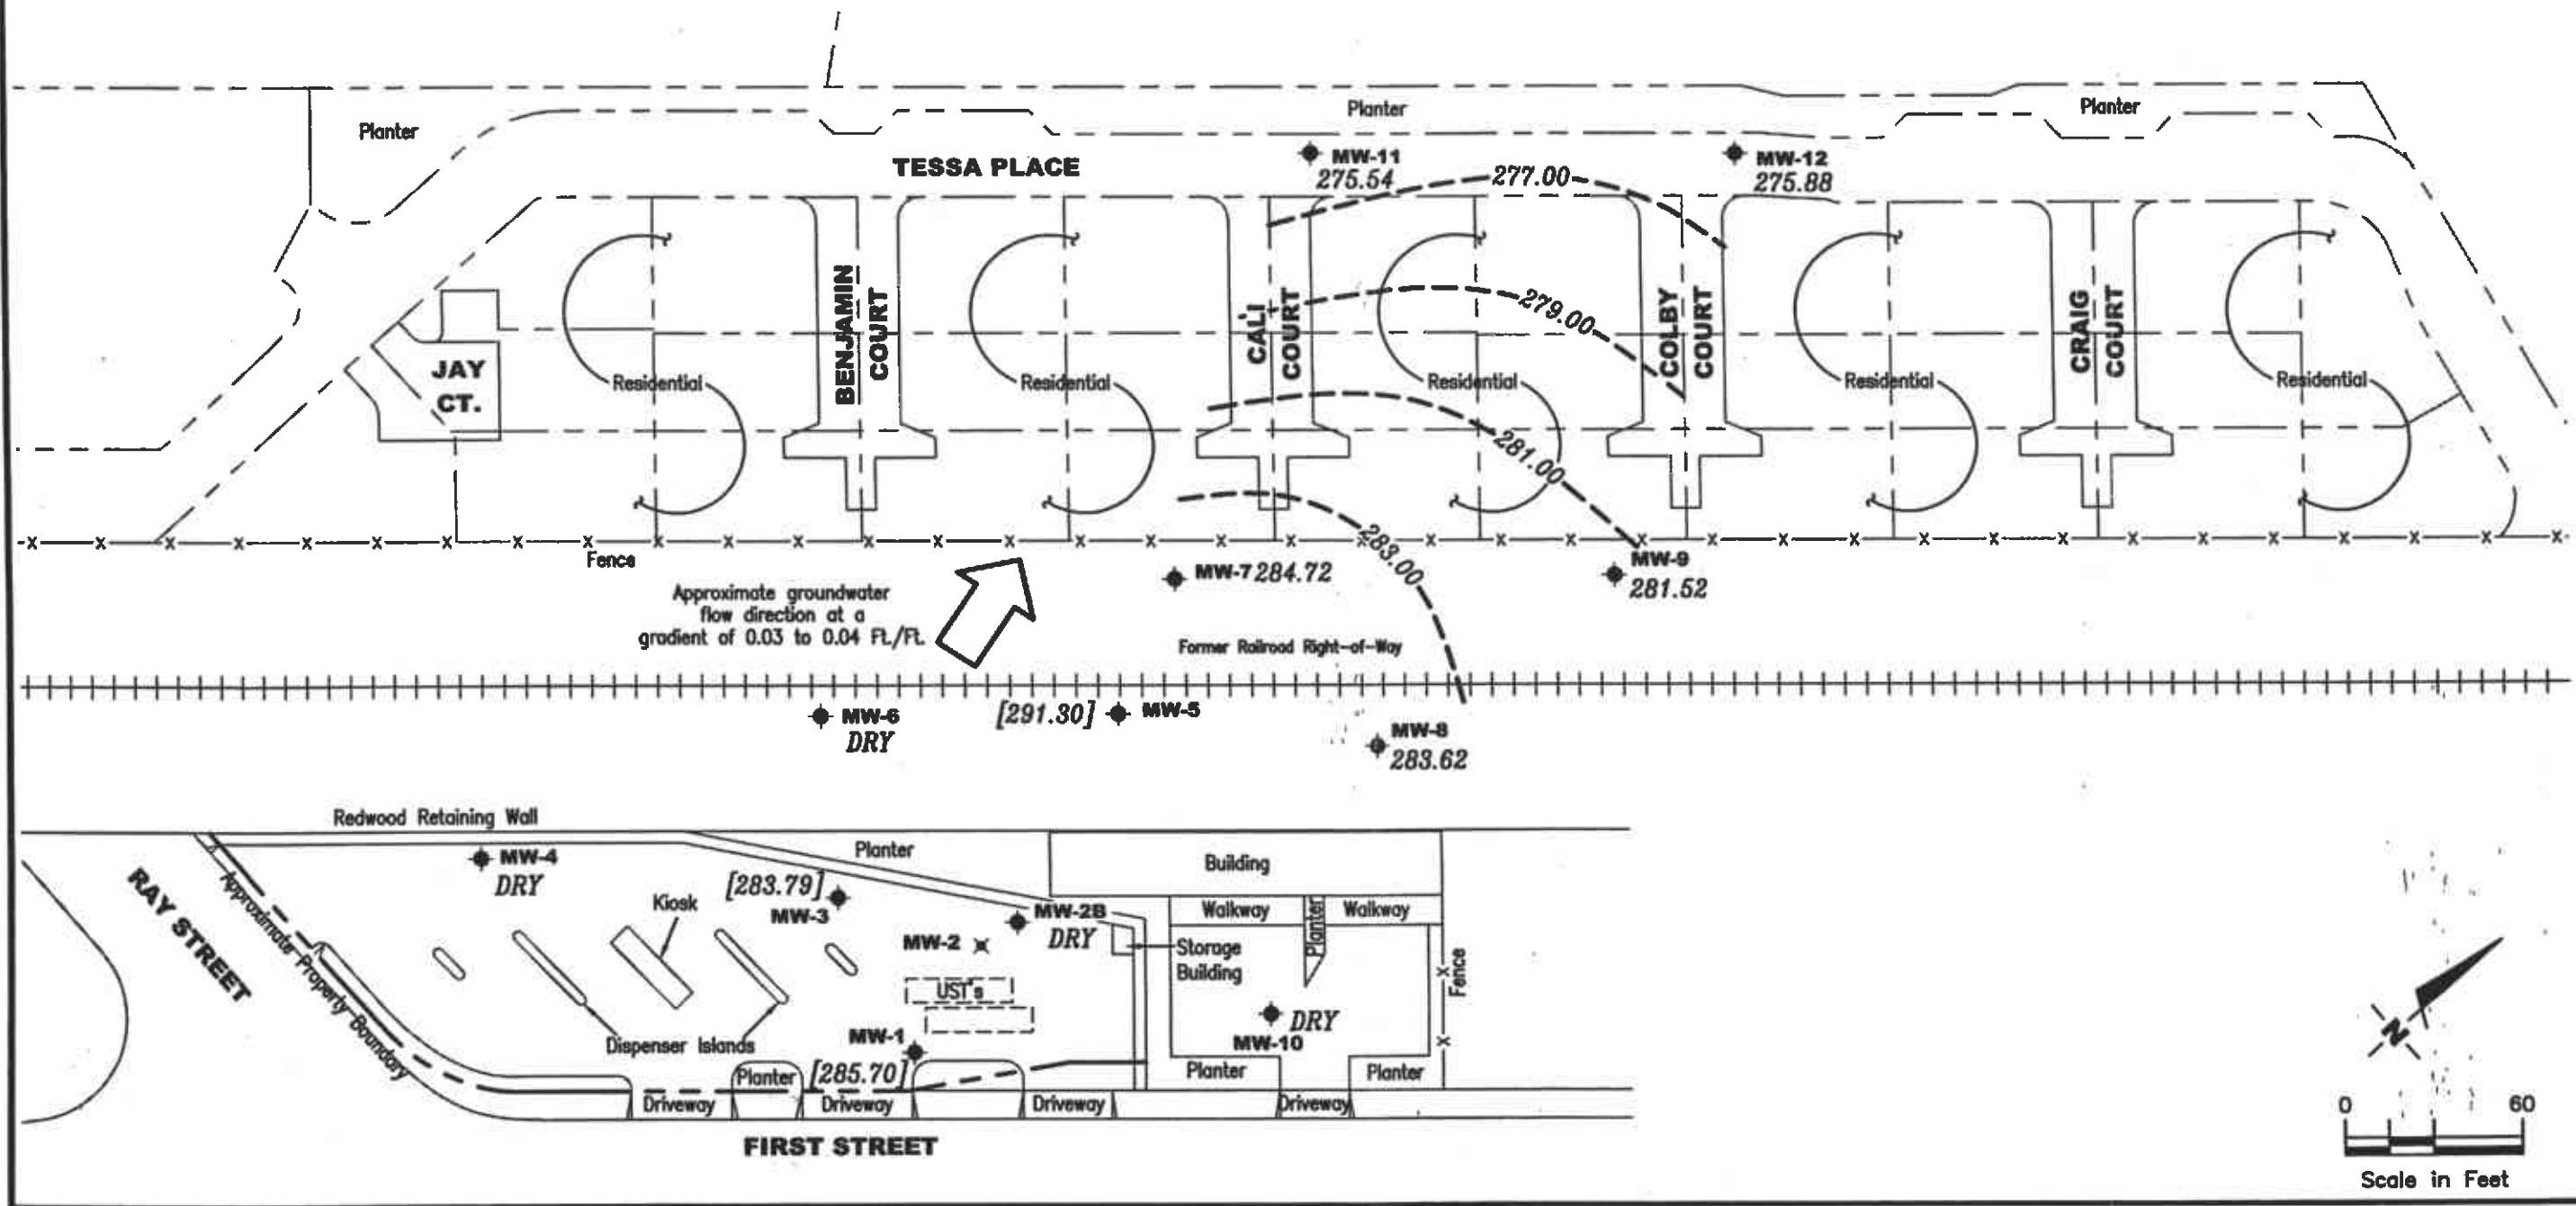 Planter
Planter
Planter
TESSA PLACE
MW-11
275.54
277.00
MW-12
275.88
BENJAMIN
COURT
CALI
COURT
279.00
COLBY
COURT
CRAIG
COURT
JAY
CT.
Residential
Residential
Residential
Residential
Residential
281.00
283.00
Fence
MW-7 284.72
MW-9
281.52
Approximate groundwater
flow direction at a
gradient of 0.03 to 0.04 Ft./Ft.
Former Railroad Right-of-Way
MW-6
DRY
[291.30] MW-5
MW-8
283.62
Redwood Retaining Wall
RAY STREET
Approximate Property Boundary
MW-4
DRY
Kiosk
[283.79]
MW-3
Planter
MW-2B
DRY
MW-2
UST's
Dispenser Islands
MW-1
[285.70]
Building
Walkway
Planter
Walkway
Storage
Building
Fence
DRY
MW-10
Planter
Planter
Planter
Driveway
Driveway
Driveway
Driveway
FIRST STREET
N
0 60
Scale in Feet